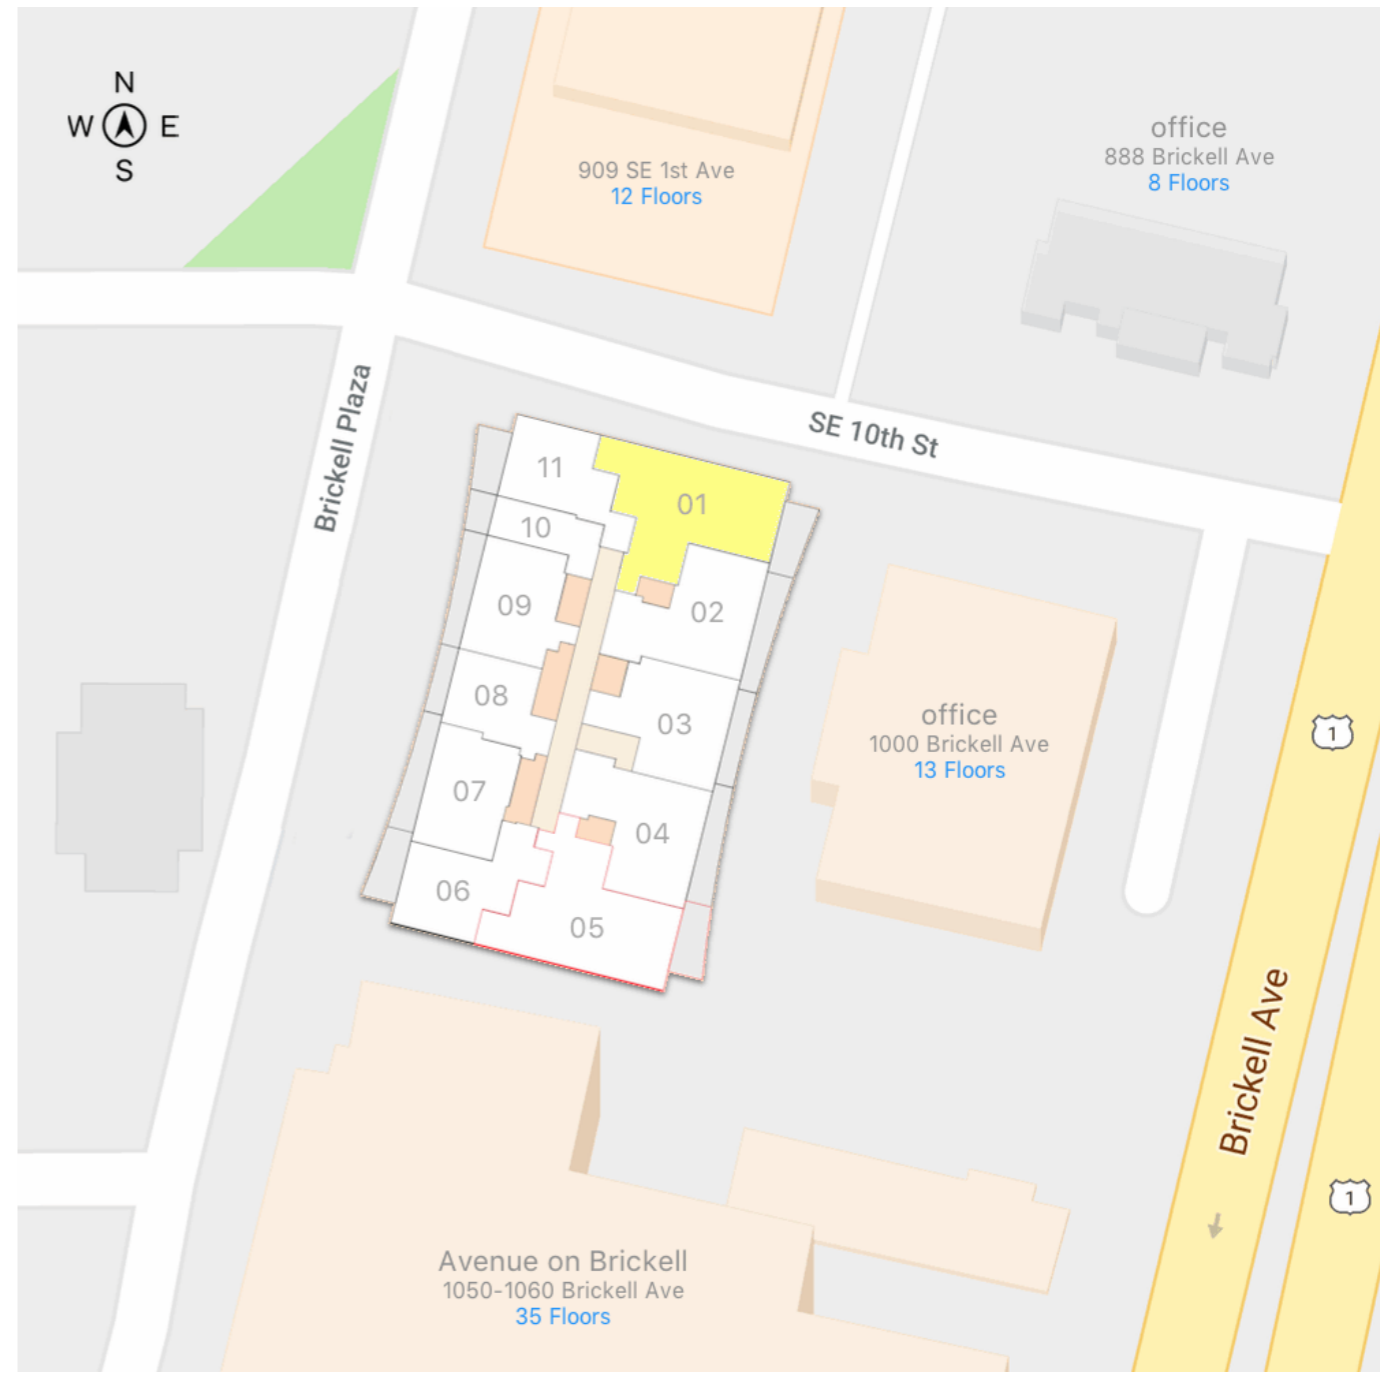 N
W E
S
909 SE 1st Ave
12 Floors
office
888 Brickell Ave
8 Floors
Brickell Plaza
SE 10th St
11
01
10
09
02
08
03
07
04
06
05
office
1000 Brickell Ave
13 Floors
1
Brickell Ave
1
Avenue on Brickell
1050-1060 Brickell Ave
35 Floors